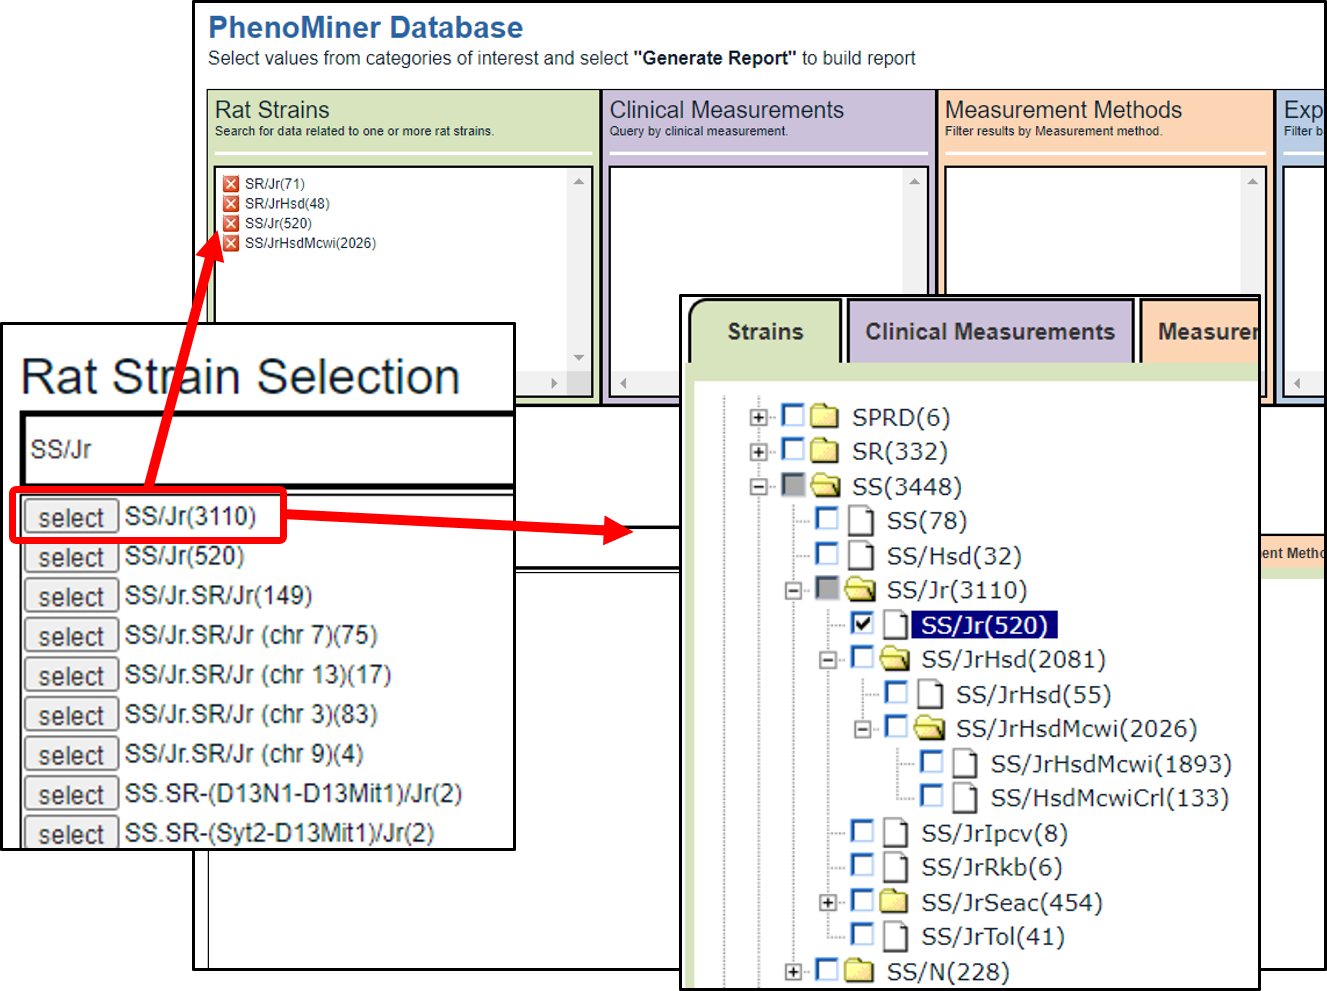 PhenoMiner Database
Select values from categories of interest and select "Generate Report" to build report
Rat Strains
Search for data related to one or more rat strains.
SR/Jr(71)
SR/JrHsd(48)
SS/Jr(520)
SS/JrHsdMcwi(2026)
Clinical Measurements
Query by clinical measurement.
Measurement Methods
Filter results by Measurement method.
Exp
Filter b
Rat Strain Selection
SS/Jr
select SS/Jr(3110)
select SS/Jr(520)
select SS/Jr.SR/Jr(149)
select SS/Jr.SR/Jr (chr 7)(75)
select SS/Jr.SR/Jr (chr 13)(17)
select SS/Jr.SR/Jr (chr 3)(83)
select SS/Jr.SR/Jr (chr 9)(4)
select SS.SR-(D13N1-D13Mit1)/Jr(2)
select SS.SR-(Syt2-D13Mit1)/Jr(2)
Strains
Clinical Measurements
Measurer
SPRD(6)
SR(332)
SS(3448)
SS(78)
SS/Hsd(32)
SS/Jr(3110)
SS/Jr(520)
SS/JrHsd(2081)
SS/JrHsd(55)
SS/JrHsdMcwi(2026)
SS/JrHsdMcwi(1893)
SS/HsdMcwiCrl(133)
SS/JrIpcv(8)
SS/JrRkb(6)
SS/JrSeac(454)
SS/JrTol(41)
SS/N(228)
ent Metho